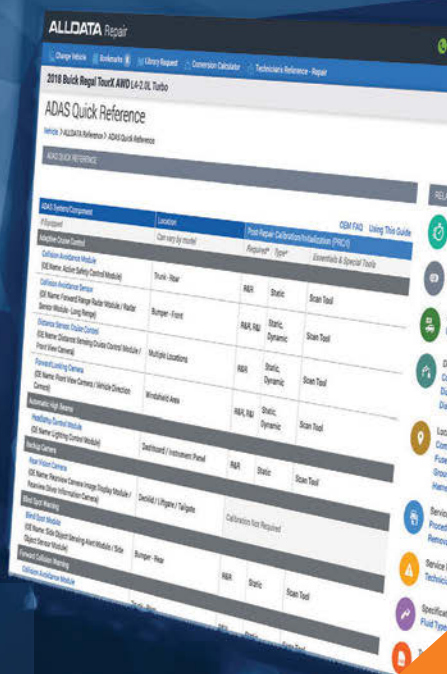 ALLDATA Repair
Change Vehicle Bookmarks Library Request Conversion Calculator Technician's Reference - Repair
2018 Buick Regal TourX AWD L4-2.0L Turbo
ADAS Quick Reference
Vehicle > ALLDATA Reference > ADAS Quick Reference
ADAS QUICK REFERENCE
OEM FAQ Using This Guide
ADAS System/Component Location Post Repair Calibration/Initialization (PRC/I)
If Equipped Can vary by model Required* - Type* Essentials & Special Tools
Adaptive Cruise Control
Collision Avoidance Module
(OE Name: Active Safety Control Module) Trunk - Rear R&R Static Scan Tool
Collision Avoidance Sensor
(OE Name: Forward Range Radar Module / Radar
Sensor Module - Long Range) Bumper - Front R&R, R&I Static, Dynamic Scan Tool
Distance Sensor Cruise Control
(OE Name: Distance Sensing Cruise Control Module /
Front View Camera) Multiple Locations R&R Static, Dynamic Scan Tool
Forward Looking Camera
(OE Name: Front View Camera / Vehicle Direction
Camera) Windshield Area R&R, R&I Static, Dynamic Scan Tool
Automatic High Beams
Headlamp Control Module
(OE Name: Lighting Control Module) Dashboard / Instrument Panel R&R Static Scan Tool
Backup Camera
Rear Vision Camera
(OE Name: Rearview Camera Image Display Module /
Rearview Driver Information Camera) Decklid / Liftgate / Tailgate Calibration Not Required
Blind Spot Warning
Blind Spot Module
(OE Name: Side Object Sensing Alert Module / Side
Object Sensor Module) Bumper - Rear R&R Static Scan Tool
Forward Collision Warning
Collision Avoidance Module